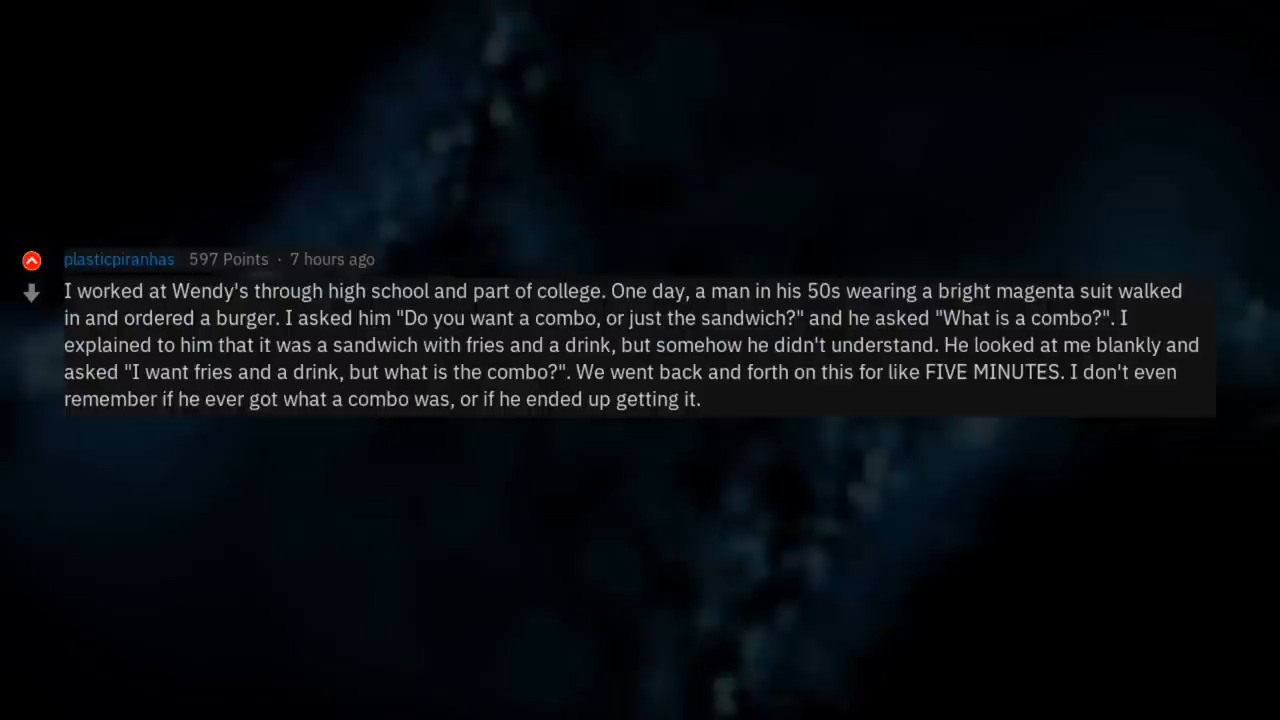 plasticpiranhas 597 Points · 7 hours ago
I worked at Wendy's through high school and part of college. One day, a man in his 50s wearing a bright magenta suit walked
in and ordered a burger. I asked him "Do you want a combo, or just the sandwich?" and he asked "What is a combo?". I
explained to him that it was a sandwich with fries and a drink, but somehow he didn't understand. He looked at me blankly and
asked "I want fries and a drink, but what is the combo?". We went back and forth on this for like FIVE MINUTES. I don't even
remember if he ever got what a combo was, or if he ended up getting it.